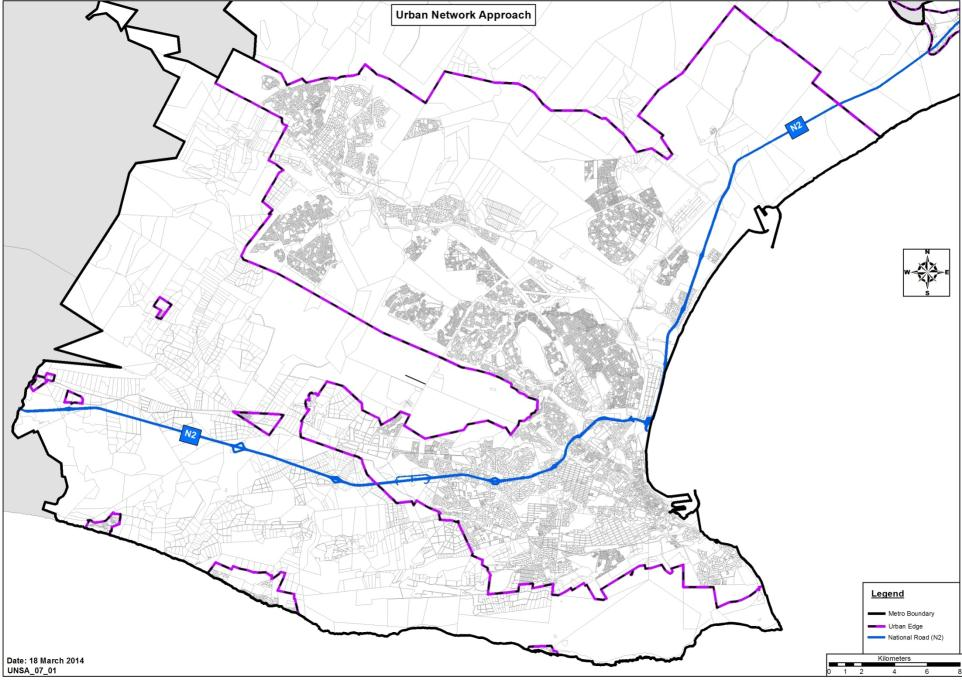 Urban Network Approach
N2
N
W E
S
N2
Legend
Metro Boundary
Urban Edge
National Road (N2)
Kilometers
0 1 2 4 6 8
Date: 18 March 2014
UNSA_07_01